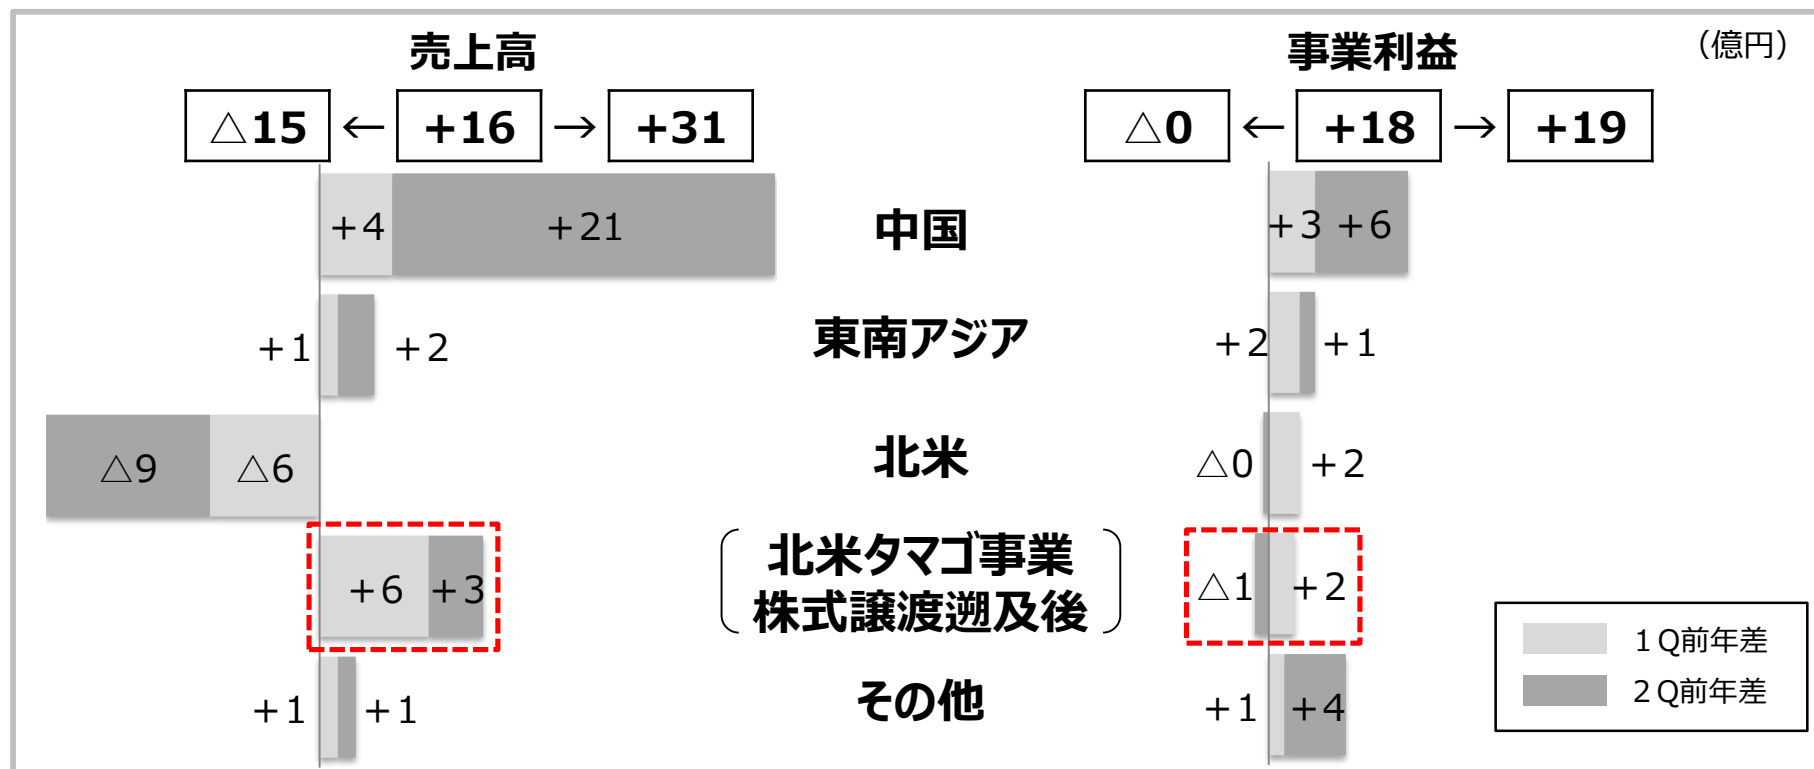 売上高
事業利益
（億円）
△15 ← +16 → +31
△0 ← +18 → +19
+4 +21
中国
+3 +6
+1 +2
東南アジア
+2 +1
△9 △6
北米
△0 +2
+6 +3
北米タマゴ事業
株式譲渡遡及後
△1 +2
+1 +1
その他
+1 +4
１Q前年差
２Q前年差